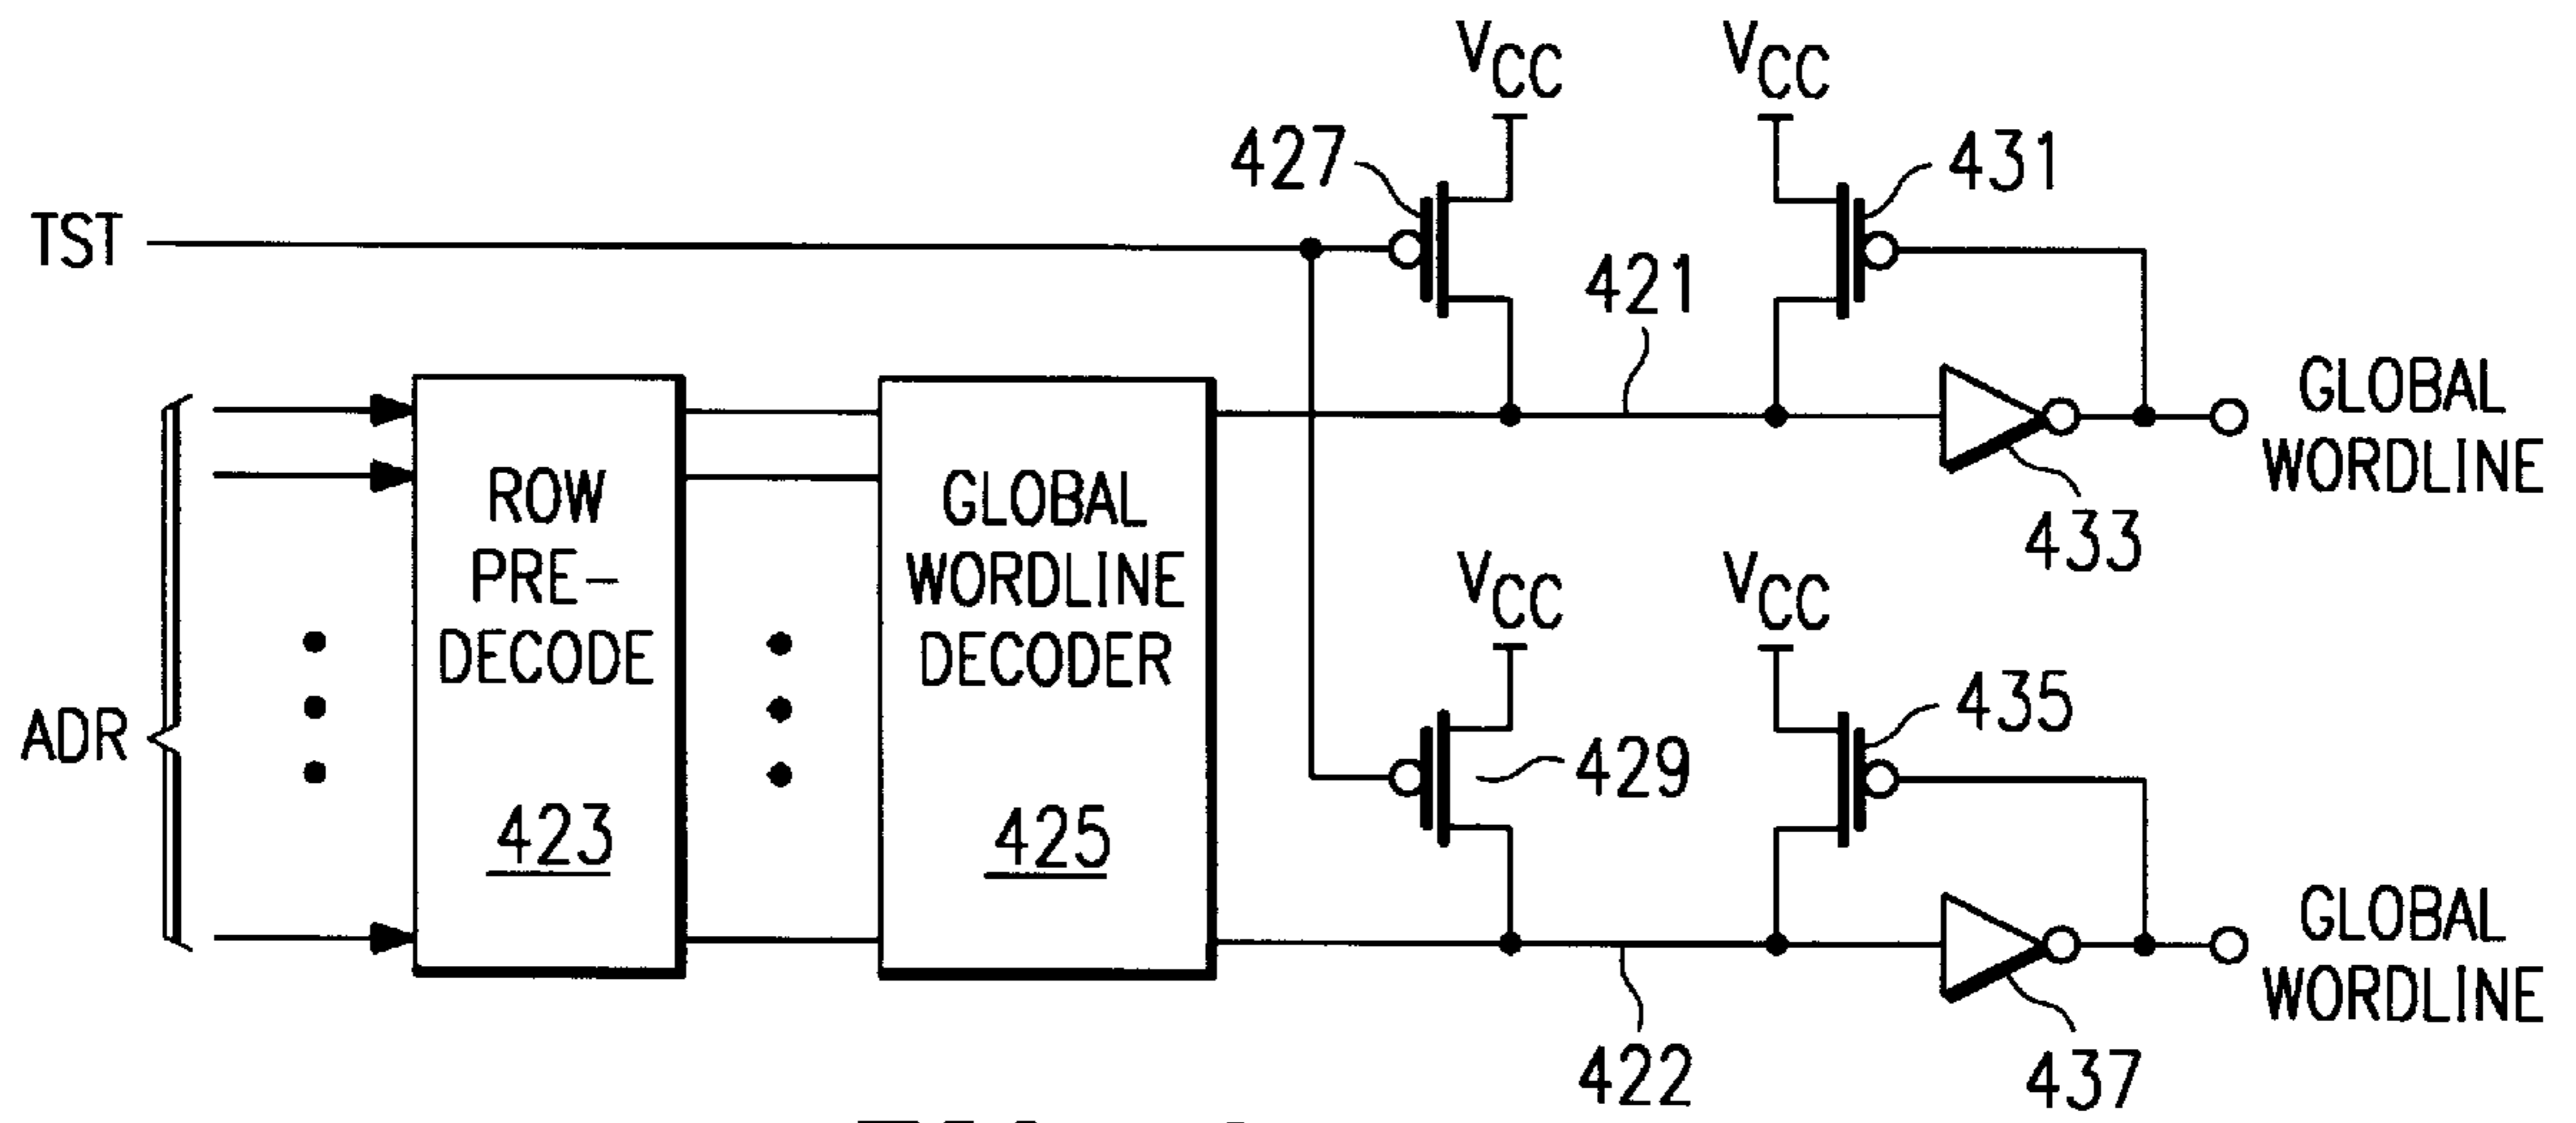 VCC
VCC
427
431
TST
421
GLOBAL
WORDLINE
433
ROW
PRE-
DECODE
423
GLOBAL
WORDLINE
DECODER
425
VCC
VCC
435
429
ADR
GLOBAL
WORDLINE
422
437